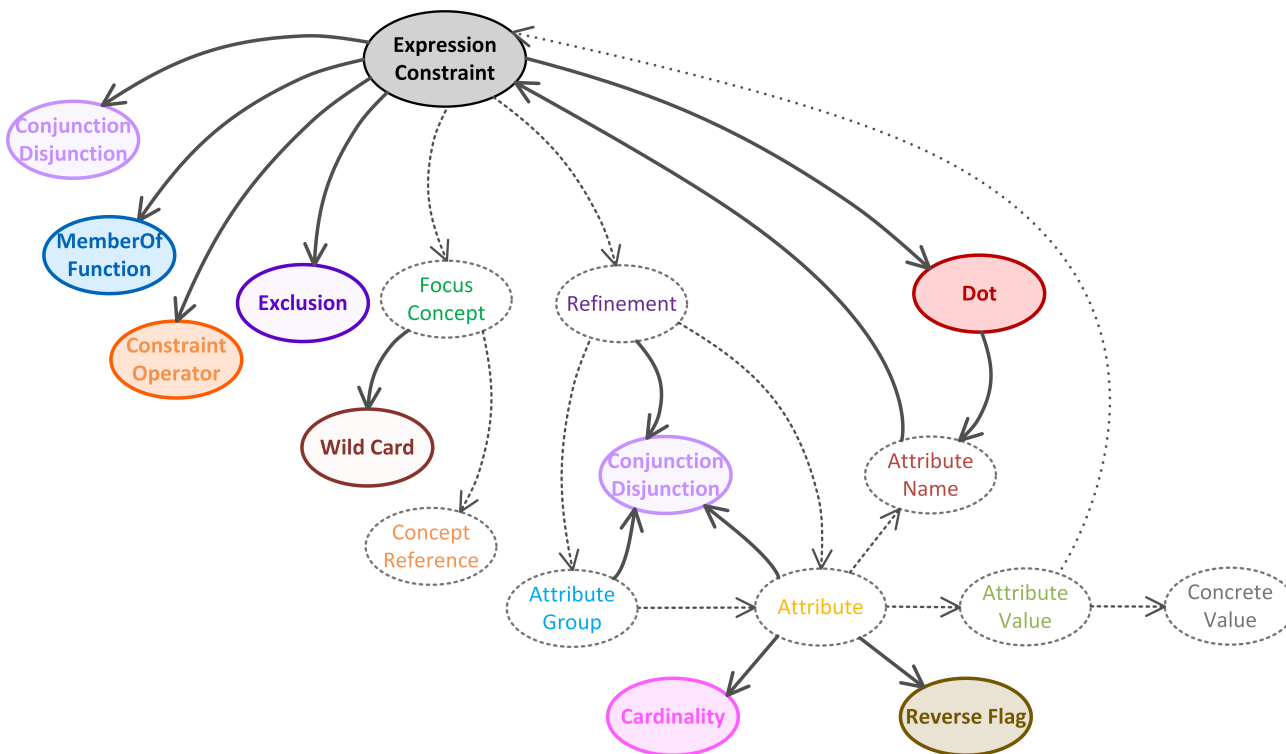 Expression
Constraint
Conjunction
Disjunction
MemberOf
Function
Exclusion
Focus
Concept
Refinement
Dot
Constraint
Operator
Wild Card
Conjunction
Disjunction
Attribute
Name
Concept
Reference
Attribute
Group
Attribute
Attribute
Value
Concrete
Value
Cardinality
Reverse Flag